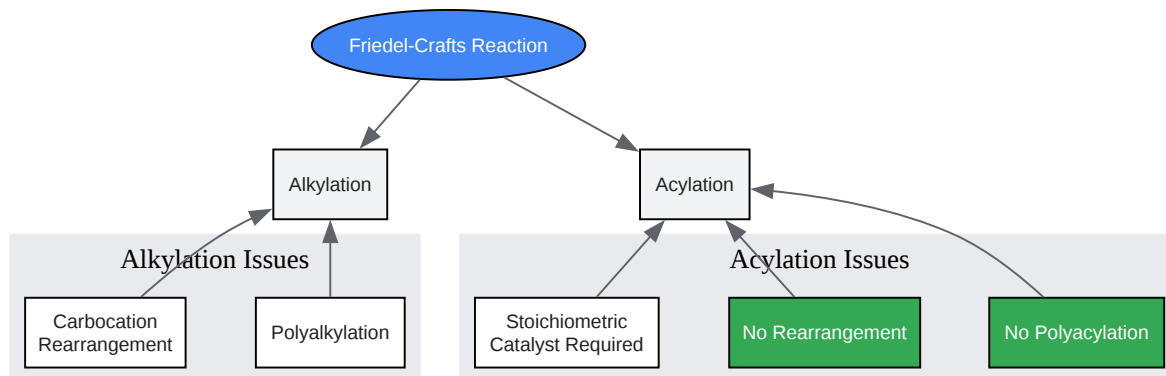 Friedel-Crafts Reaction
Alkylation
Acylation
Alkylation Issues
Acylation Issues
Carbocation
Rearrangement
Polyalkylation
Stoichiometric
Catalyst Required
No Rearrangement
No Polyacylation